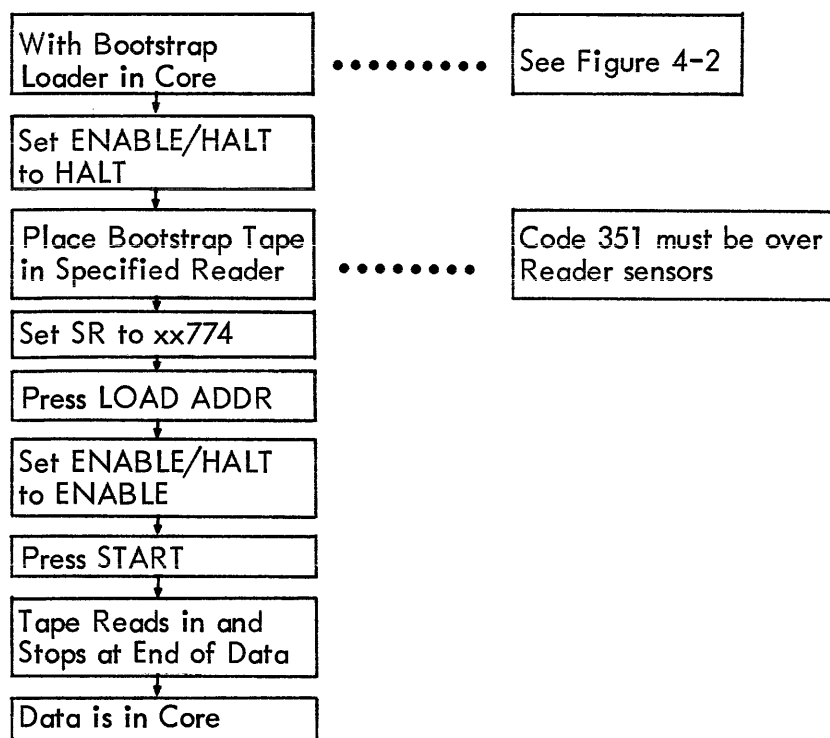 With Bootstrap
Loader in Core
See Figure 4-2
Set ENABLE/HALT
to HALT
Place Bootstrap Tape
in Specified Reader
Code 351 must be over
Reader sensors
Set SR to xx774
Press LOAD ADDR
Set ENABLE/HALT
to ENABLE
Press START
Tape Reads in and
Stops at End of Data
Data is in Core